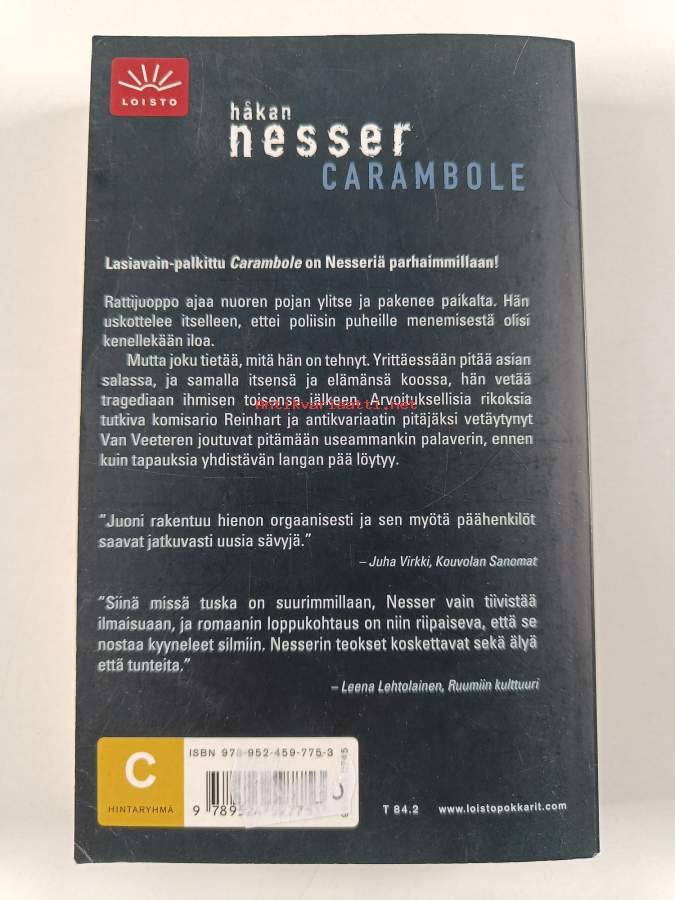 LOISTO
håkan
nesser
CARAMBOLE
Lasiavain-palkittu Carambole on Nesseriä parhaimmillaan!
Rattijuoppo ajaa nuoren pojan ylitse ja pakenee paikalta. Hän
uskottelee itselleen, ettei poliisin puheille menemisestä olisi
kenellekään iloa.
Mutta joku tietää, mitä hän on tehnyt. Yrittäessään pitää asian
salassa, ja samalla itsensä ja elämänsä koossa, hän vetää
tragediaan ihmisen toisensa jälkeen. Arvoituksellisia rikoksia
Antikvariaatti.net
tutkiva komisario Reinhart ja antikvariaatin pitäjäksi vetäytynyt
Van Veeteren joutuvat pitämään useammankin palaverin, ennen
kuin tapauksia yhdistävän langan pää löytyy.
"Juoni rakentuu hienon orgaanisesti ja sen myötä päähenkilöt
saavat jatkuvasti uusia sävyjä."
– Juha Virkki, Kouvolan Sanomat
"Siinä missä tuska on suurimmillaan, Nesser vain tiivistää
ilmaisuaan, ja romaanin loppukohtaus on niin riipaiseva, että se
nostaa kyyneleet silmiin. Nesserin teokset koskettavat sekä älyä
että tunteita."
– Leena Lehtolainen, Ruumiin kulttuuri
C
HINTARYHMÄ
ISBN 978-952-459-775-3
T 84.2 www.loistopokkarit.com